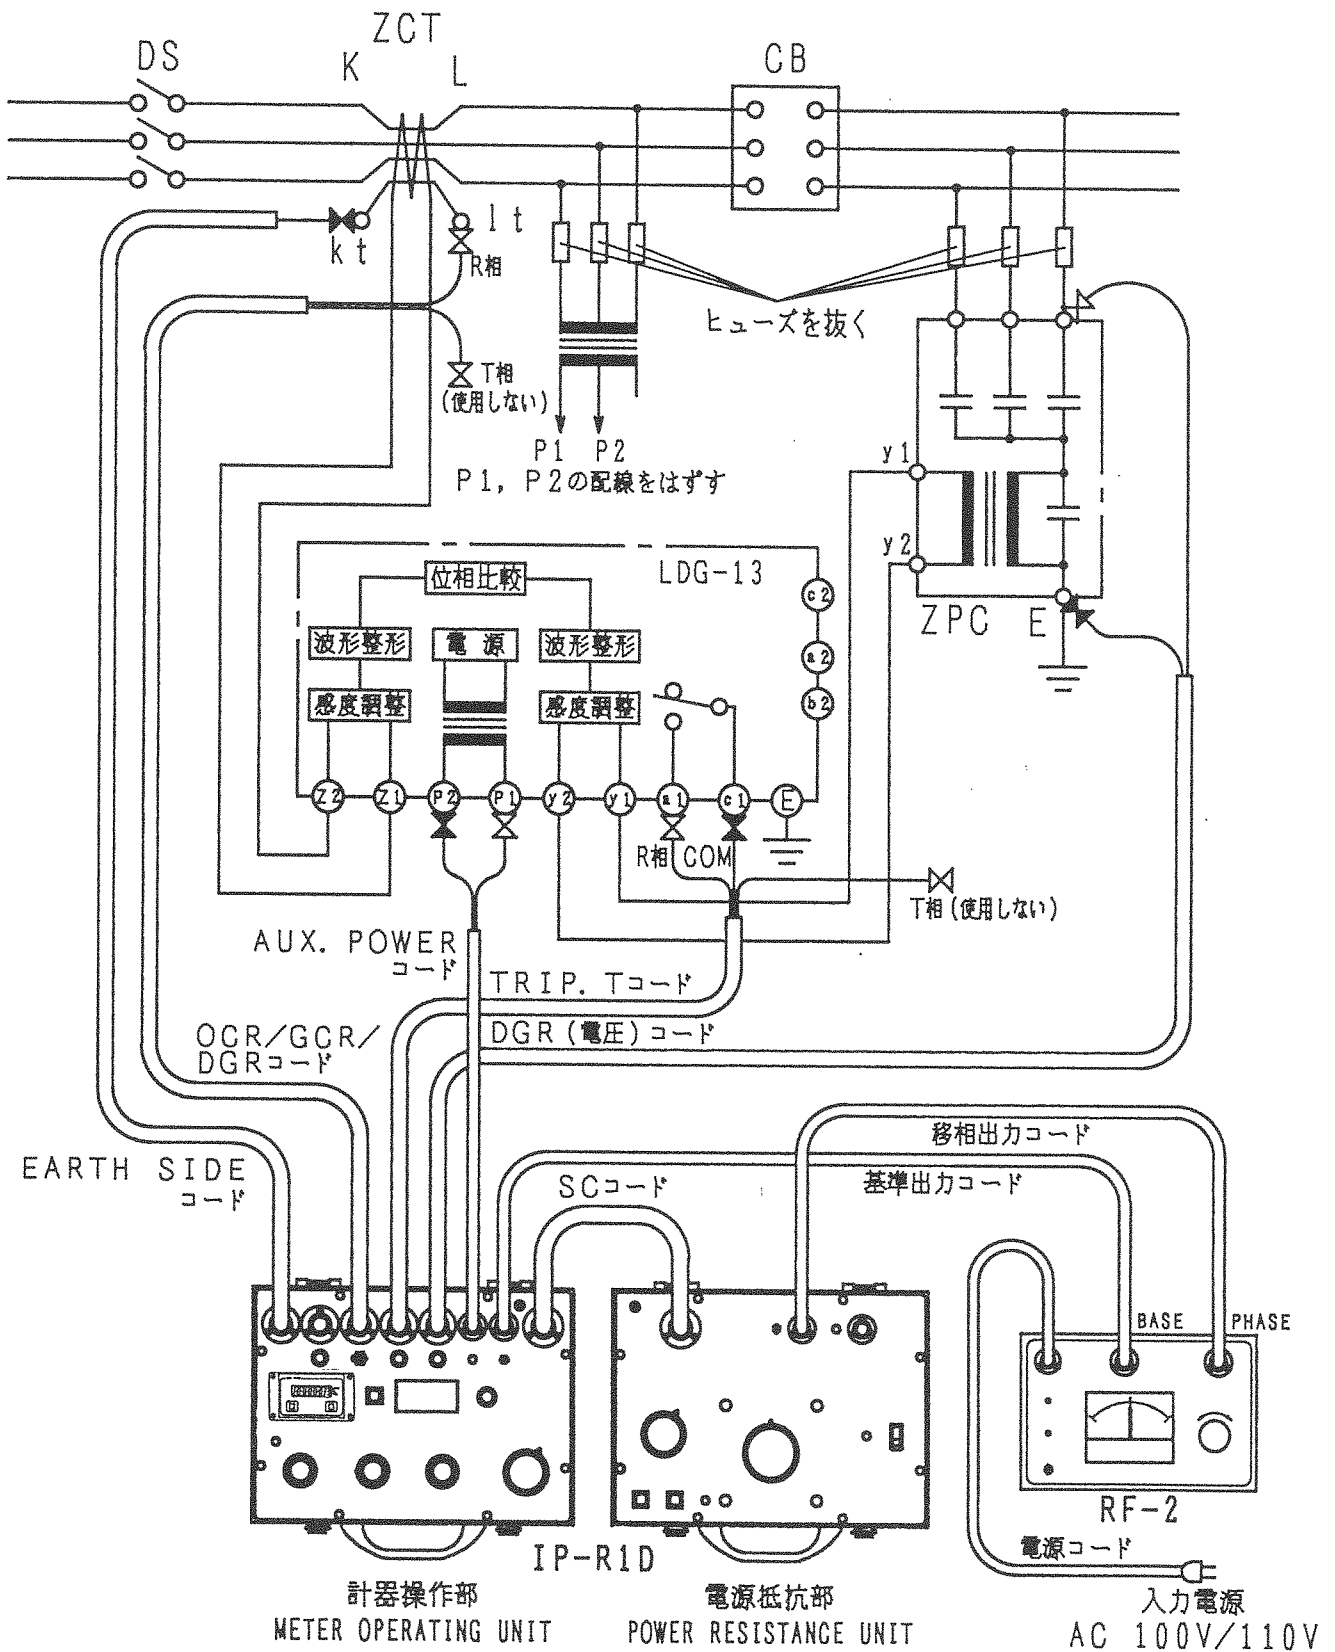 ZCT
DS
K
L
CB
kt
lt
R相
ヒューズを抜く
T相
(使用しない)
P1
P2
P1, P2の配線をはずす
y1
y2
ZPC
E
LDG-13
位相比較
波形整形
電源
波形整形
感度調整
感度調整
c2
a2
b2
Z2
Z1
P2
P1
y2
y1
a1
c1
E
R相
COM
T相(使用しない)
AUX. POWER
コード
TRIP. Tコード
DGR(電圧)コード
OCR/GCR/
DGRコード
EARTH SIDE
コード
SCコード
移相出力コード
基準出力コード
BASE
PHASE
RF-2
IP-R1D
電源コード
計器操作部
METER OPERATING UNIT
電源抵抗部
POWER RESISTANCE UNIT
入力電源
AC 100V/110V